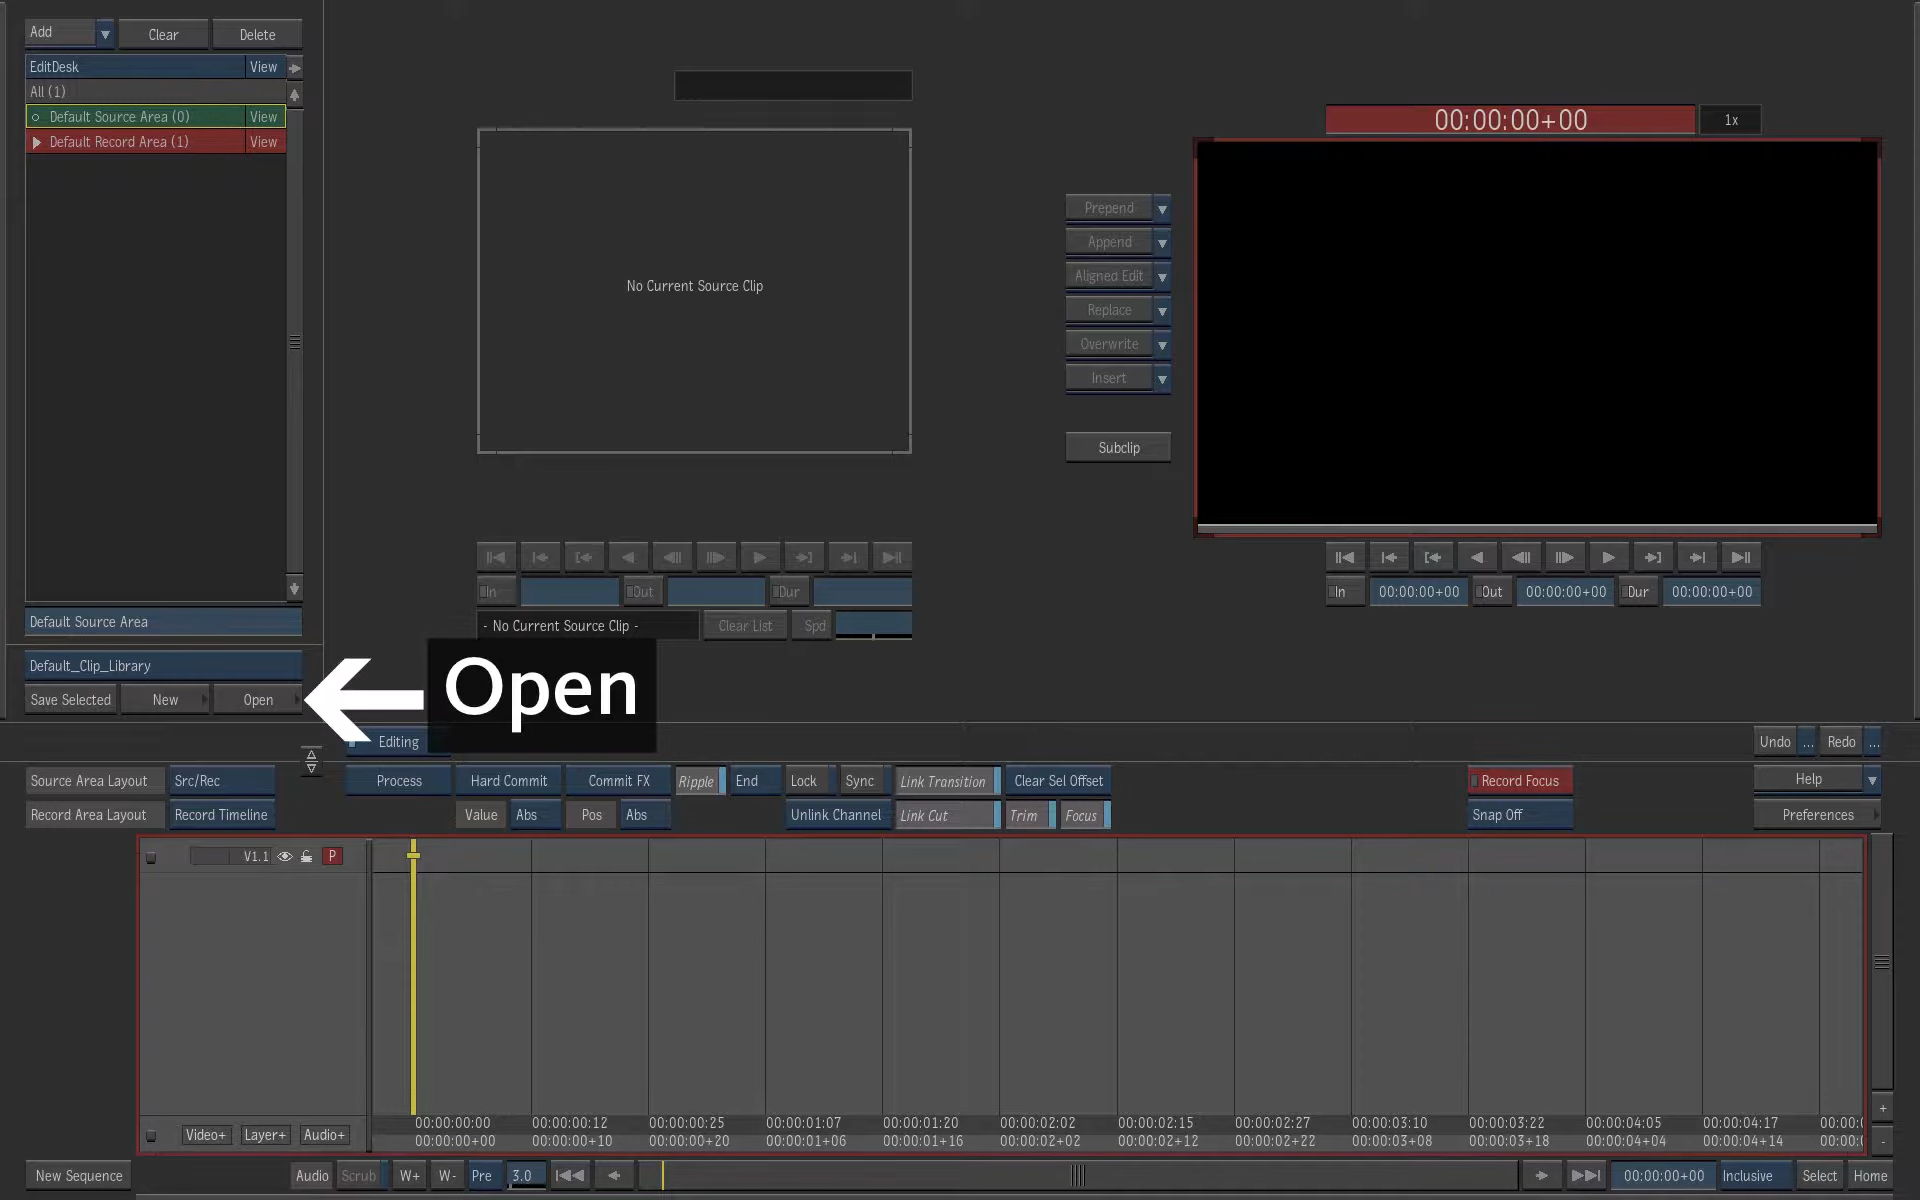 Add
Clear
Delete
EditDesk View
All (1)
Default Source Area (0) View
Default Record Area (1) View
Default Source Area
Default_Clip_Library
Save Selected
New
Open
Open
No Current Source Clip
00:00:00+00
1x
Prepend
Append
Aligned Edit
Replace
Overwrite
Insert
Subclip
In
Out
Dur
- No Current Source Clip -
Clear List
Spd
In 00:00:00+00 Out 00:00:00+00 Dur 00:00:00+00
Editing
Undo ... Redo ...
Source Area Layout Src/Rec
Process Hard Commit Commit FX Ripple End Lock Sync Link Transition Clear Sel Offset Record Focus Help
Record Area Layout Record Timeline
Value Abs Pos Abs Unlink Channel Link Cut Trim Focus Snap Off Preferences
V1.1 P
00:00:00:00 00:00:00:12 00:00:00:25 00:00:01:07 00:00:01:20 00:00:02:02 00:00:02:15 00:00:02:27 00:00:03:10 00:00:03:22 00:00:04:05 00:00:04:17 00:00:0
Video+ Layer+ Audio+
00:00:00+00 00:00:00+10 00:00:00+20 00:00:01+06 00:00:01+16 00:00:02+02 00:00:02+12 00:00:02+22 00:00:03+08 00:00:03+18 00:00:04+04 00:00:04+14 00:00:0
+
-
New Sequence Audio Scrub W+ W- Pre 3.0 00:00:00+00 Inclusive Select Home